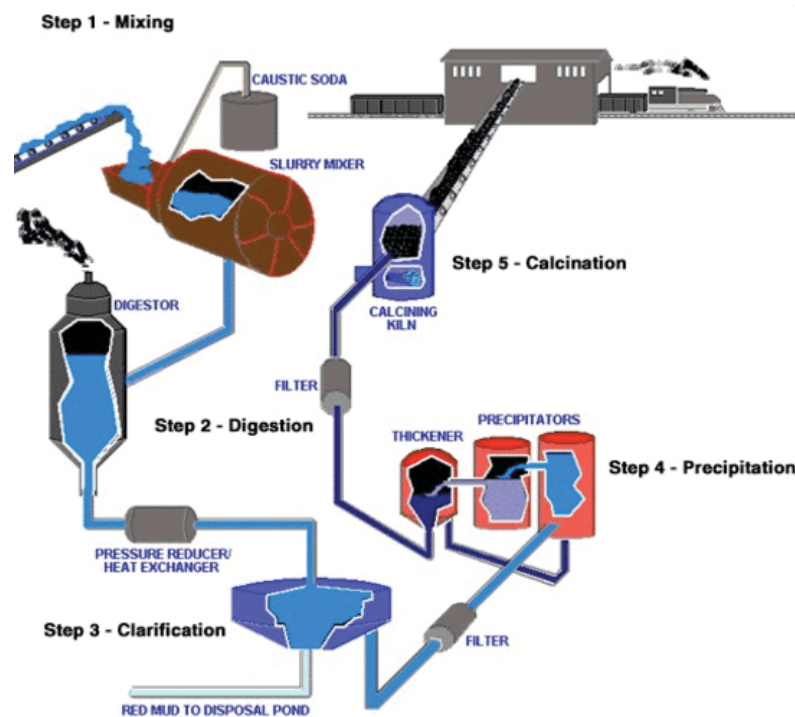 Step 1 - Mixing
CAUSTIC SODA
SLURRY MIXER
DIGESTOR
Step 5 - Calcination
CALCINING
KILN
FILTER
Step 2 - Digestion
THICKENER
PRECIPITATORS
Step 4 - Precipitation
PRESSURE REDUCER/
HEAT EXCHANGER
Step 3 - Clarification
FILTER
RED MUD TO DISPOSAL POND